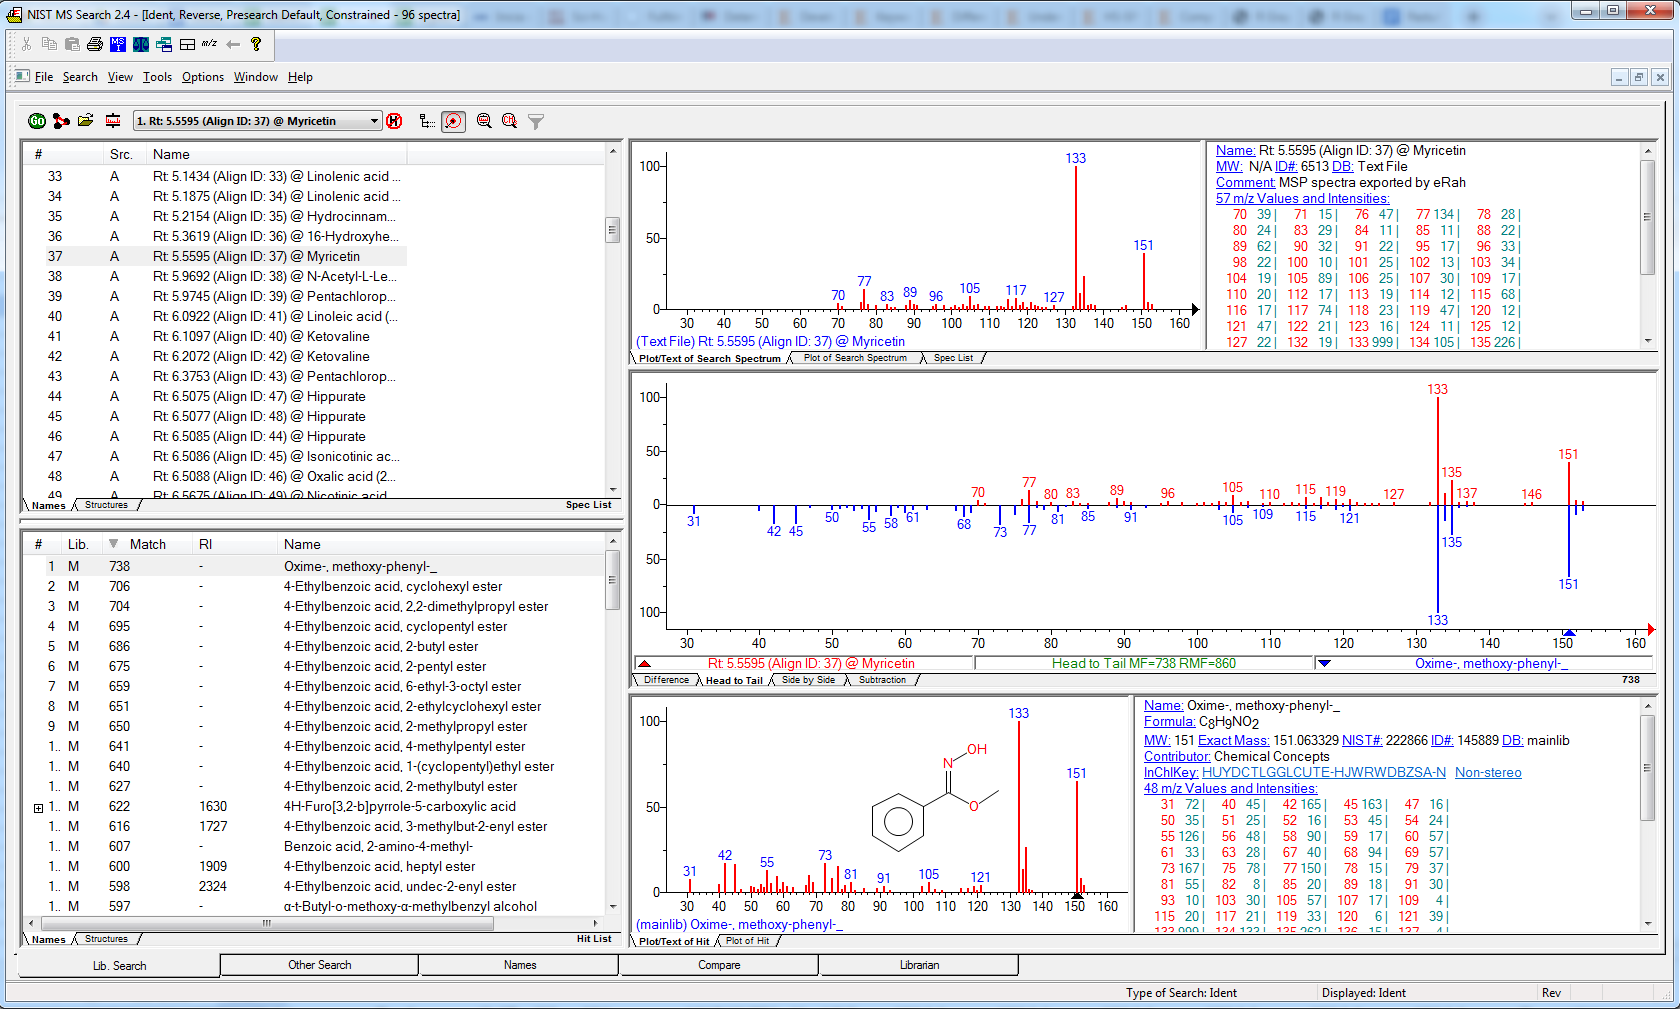 NIST MS Search 2.4 - [Ident, Reverse, Presearch Default, Constrained - 96 spectra]
m/z
File Search View Tools Options Window Help
1. Rt: 5.5595 (Align ID: 37) @ Myricetin
# Src. Name
33 A Rt: 5.1434 (Align ID: 33) @ Linolenic acid ...
34 A Rt: 5.1875 (Align ID: 34) @ Linolenic acid ...
35 A Rt: 5.2154 (Align ID: 35) @ Hydrocinnam...
36 A Rt: 5.3619 (Align ID: 36) @ 16-Hydroxyhe...
37 A Rt: 5.5595 (Align ID: 37) @ Myricetin
38 A Rt: 5.9692 (Align ID: 38) @ N-Acetyl-L-Le...
39 A Rt: 5.9745 (Align ID: 39) @ Pentachlorop...
40 A Rt: 6.0922 (Align ID: 41) @ Linoleic acid (...
41 A Rt: 6.1097 (Align ID: 40) @ Ketovaline
42 A Rt: 6.2072 (Align ID: 42) @ Ketovaline
43 A Rt: 6.3753 (Align ID: 43) @ Pentachlorop...
44 A Rt: 6.5075 (Align ID: 47) @ Hippurate
45 A Rt: 6.5077 (Align ID: 48) @ Hippurate
46 A Rt: 6.5085 (Align ID: 44) @ Hippurate
47 A Rt: 6.5086 (Align ID: 45) @ Isonicotinic ac...
48 A Rt: 6.5088 (Align ID: 46) @ Oxalic acid (2...
49 A Rt: 6.5675 (Align ID: 49) @ Nicotinic acid
Names Structures Spec List
# Lib. Match RI Name
1 M 738 - Oxime-, methoxy-phenyl-_
2 M 706 - 4-Ethylbenzoic acid, cyclohexyl ester
3 M 704 - 4-Ethylbenzoic acid, 2,2-dimethylpropyl ester
4 M 695 - 4-Ethylbenzoic acid, cyclopentyl ester
5 M 686 - 4-Ethylbenzoic acid, 2-butyl ester
6 M 675 - 4-Ethylbenzoic acid, 2-pentyl ester
7 M 659 - 4-Ethylbenzoic acid, 6-ethyl-3-octyl ester
8 M 651 - 4-Ethylbenzoic acid, 2-ethylcyclohexyl ester
9 M 650 - 4-Ethylbenzoic acid, 2-methylpropyl ester
1.. M 641 - 4-Ethylbenzoic acid, 4-methylpentyl ester
1.. M 640 - 4-Ethylbenzoic acid, 1-(cyclopentyl)ethyl ester
1.. M 627 - 4-Ethylbenzoic acid, 2-methylbutyl ester
1.. M 622 1630 4H-Furo[3,2-b]pyrrole-5-carboxylic acid
1.. M 616 1727 4-Ethylbenzoic acid, 3-methylbut-2-enyl ester
1.. M 607 - Benzoic acid, 2-amino-4-methyl-
1.. M 600 1909 4-Ethylbenzoic acid, heptyl ester
1.. M 598 2324 4-Ethylbenzoic acid, undec-2-enyl ester
1.. M 597 - α-t-Butyl-o-methoxy-α-methylbenzyl alcohol
Names Structures Hit List
100
50
0
133
151
70 77 83 89 96 105 117 127
30 40 50 60 70 80 90 100 110 120 130 140 150 160
(Text File) Rt: 5.5595 (Align ID: 37) @ Myricetin
Plot/Text of Search Spectrum Plot of Search Spectrum Spec List
Name: Rt: 5.5595 (Align ID: 37) @ Myricetin
MW: N/A ID#: 6513 DB: Text File
Comment: MSP spectra exported by eRah
57 m/z Values and Intensities:
70 39 | 71 15 | 76 47 | 77 134 | 78 28 |
80 24 | 83 29 | 84 11 | 85 11 | 88 22 |
89 62 | 90 32 | 91 22 | 95 17 | 96 33 |
98 22 | 100 10 | 101 25 | 102 13 | 103 34 |
104 19 | 105 89 | 106 25 | 107 30 | 109 17 |
110 20 | 112 17 | 113 19 | 114 12 | 115 68 |
116 17 | 117 74 | 118 23 | 119 47 | 120 12 |
121 47 | 122 21 | 123 16 | 124 11 | 125 12 |
127 22 | 132 19 | 133 999 | 134 105 | 135 226 |
100
50
0
50
100
133
151
135
70 77 80 83 89 96 105 110 115 119 127 137 146
31 42 45 50 55 58 61 68 73 77 81 85 91 105 109 115 121
135
151
133
30 40 50 60 70 80 90 100 110 120 130 140 150 160
Rt: 5.5595 (Align ID: 37) @ Myricetin Head to Tail MF=738 RMF=860 Oxime-, methoxy-phenyl-_
Difference Head to Tail Side by Side Subtraction 738
100
50
0
133
151
31 42 55 73 81 91 105 121
OH
N
O
30 40 50 60 70 80 90 100 110 120 130 140 150 160
(mainlib) Oxime-, methoxy-phenyl-_
Plot/Text of Hit Plot of Hit
Name: Oxime-, methoxy-phenyl-_
Formula: C8H9NO2
MW: 151 Exact Mass: 151.063329 NIST#: 222866 ID#: 145889 DB: mainlib
Contributor: Chemical Concepts
InChIKey: HUYDCTLGGLCUTE-HJWRWDBZSA-N Non-stereo
48 m/z Values and Intensities:
31 72 | 40 45 | 42 165 | 45 163 | 47 16 |
50 35 | 51 25 | 52 16 | 53 45 | 54 24 |
55 126 | 56 48 | 58 90 | 59 17 | 60 57 |
61 33 | 63 28 | 67 40 | 68 94 | 69 57 |
73 167 | 75 78 | 77 150 | 78 15 | 79 37 |
81 55 | 82 8 | 85 20 | 89 18 | 91 30 |
93 10 | 103 30 | 105 57 | 107 17 | 109 4 |
115 20 | 117 21 | 119 33 | 120 6 | 121 39 |
133 999 | 134 133 | 135 262 | 136 15 | 137 4 |
Lib. Search Other Search Names Compare Librarian
Type of Search: Ident Displayed: Ident Rev